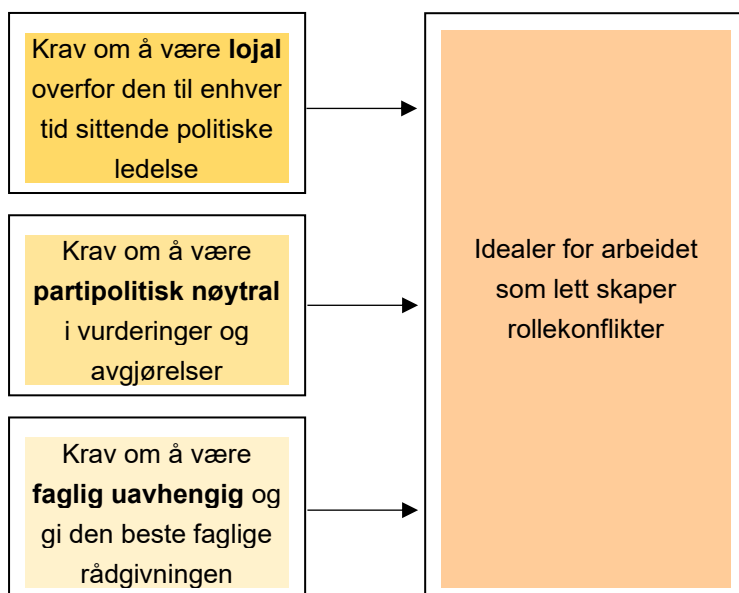 Krav om å være lojal
overfor den til enhver
tid sittende politiske
ledelse
Krav om å være
partipolitisk nøytral
i vurderinger og
avgjørelser
Krav om å være
faglig uavhengig og
gi den beste faglige
rådgivningen
Idealer for arbeidet
som lett skaper
rollekonflikter